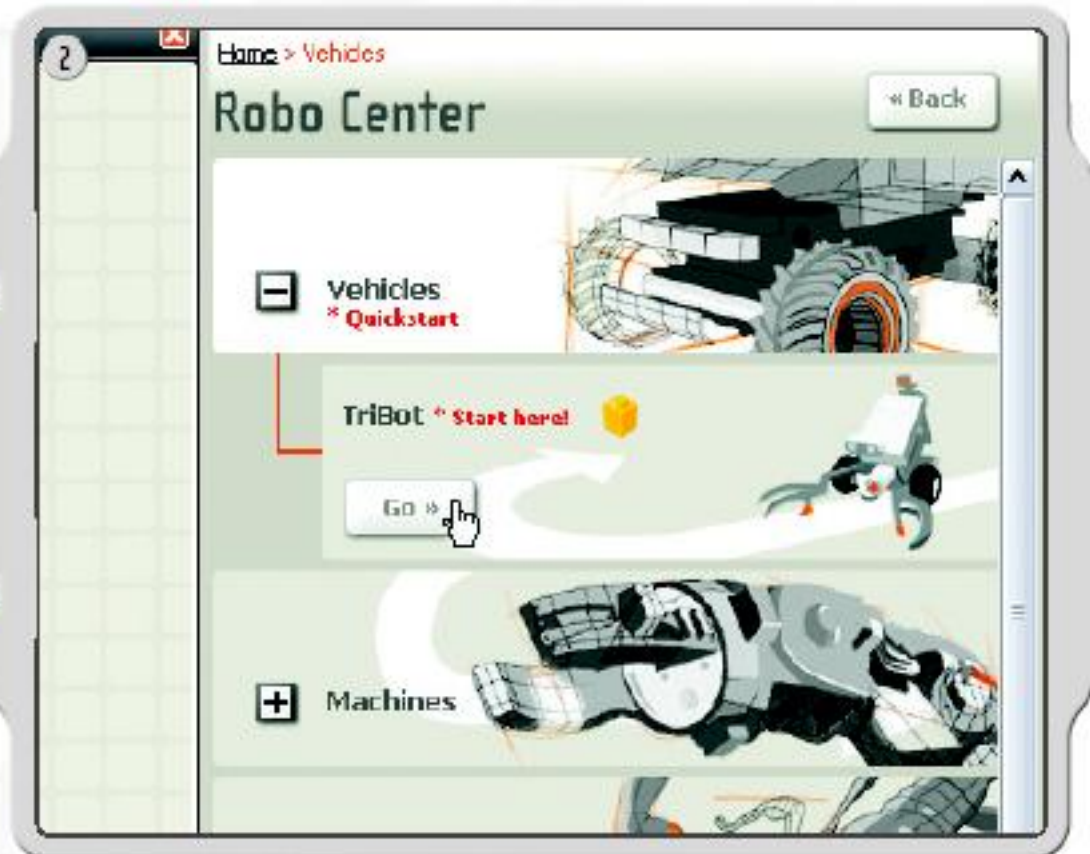 2
Home > Vehicles
Robo Center
« Back
Vehicles
* Quickstart
TriBot * Start here!
Go »
Machines